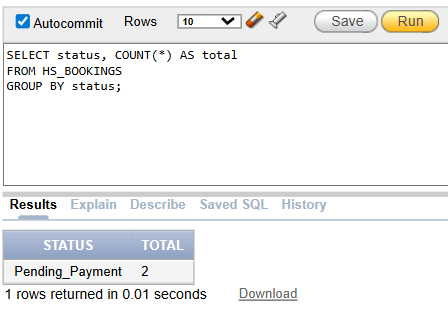 Autocommit Rows 10 Save Run
SELECT status, COUNT(*) AS total
FROM HS_BOOKINGS
GROUP BY status;
Results Explain Describe Saved SQL History
STATUS TOTAL
Pending_Payment 2
1 rows returned in 0.01 seconds Download